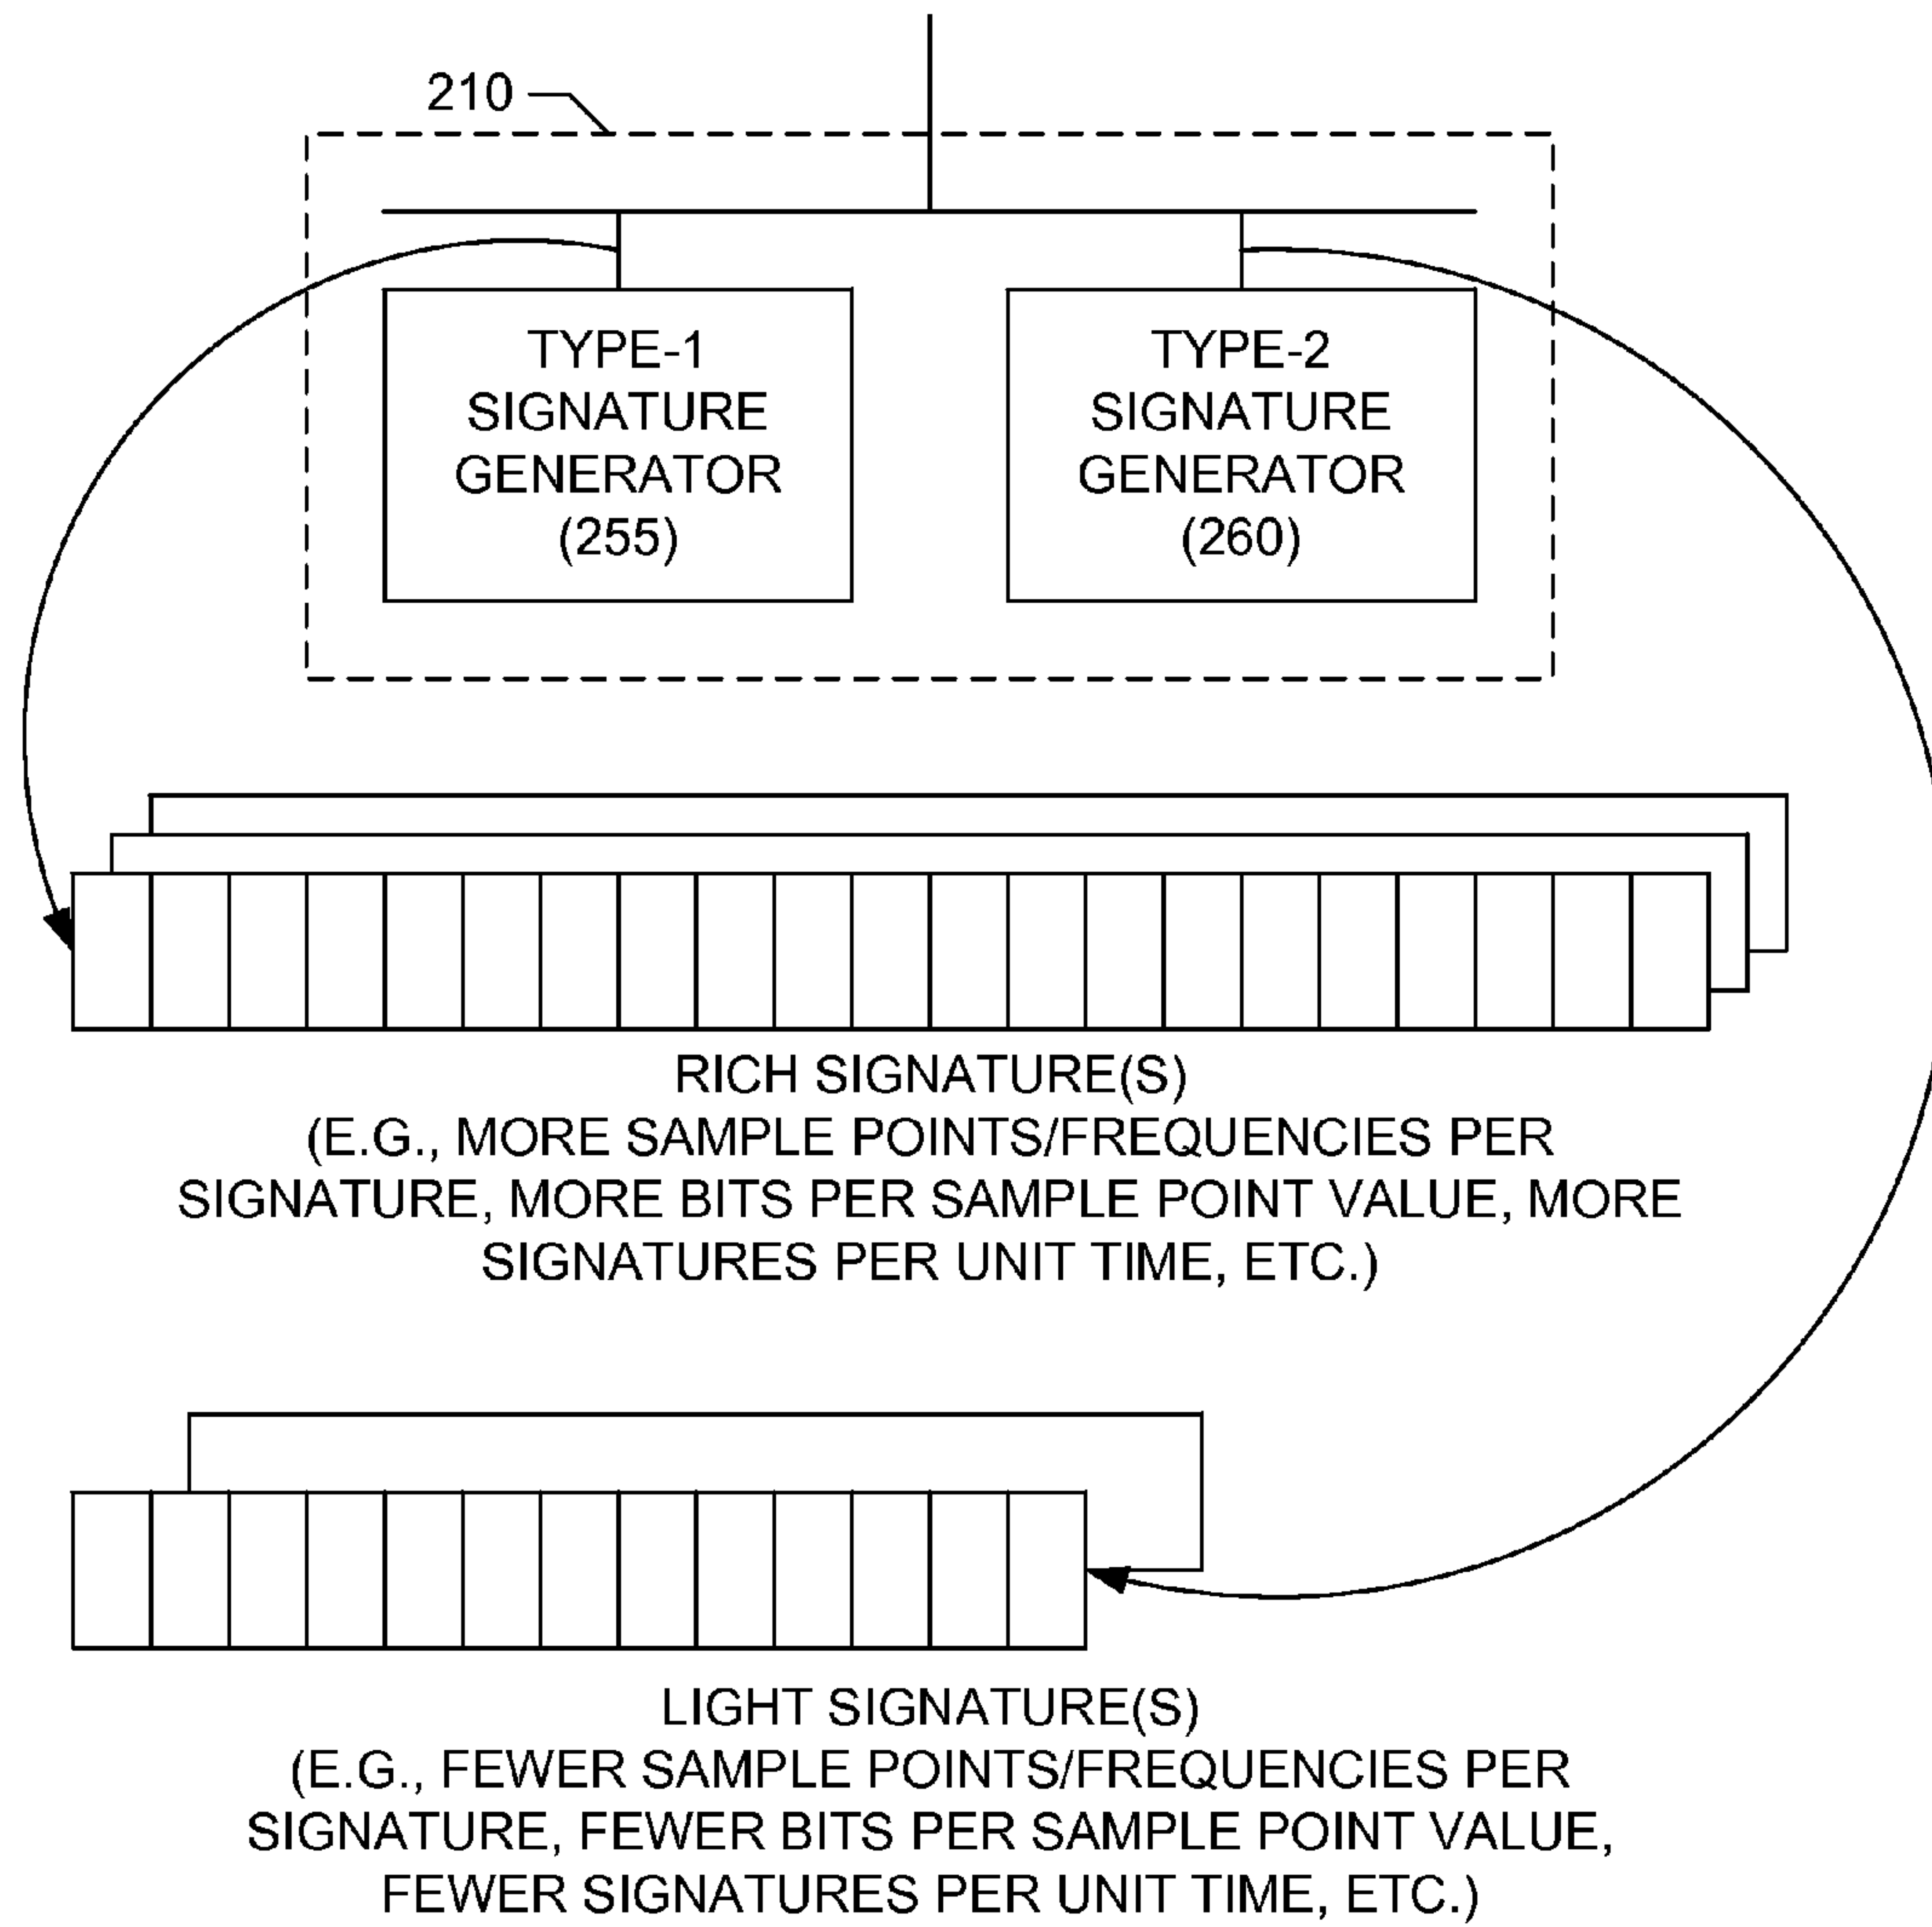 210
TYPE-1
SIGNATURE
GENERATOR
(255)
TYPE-2
SIGNATURE
GENERATOR
(260)
RICH SIGNATURE(S)
(E.G., MORE SAMPLE POINTS/FREQUENCIES PER
SIGNATURE, MORE BITS PER SAMPLE POINT VALUE, MORE
SIGNATURES PER UNIT TIME, ETC.)
LIGHT SIGNATURE(S)
(E.G., FEWER SAMPLE POINTS/FREQUENCIES PER
SIGNATURE, FEWER BITS PER SAMPLE POINT VALUE,
FEWER SIGNATURES PER UNIT TIME, ETC.)